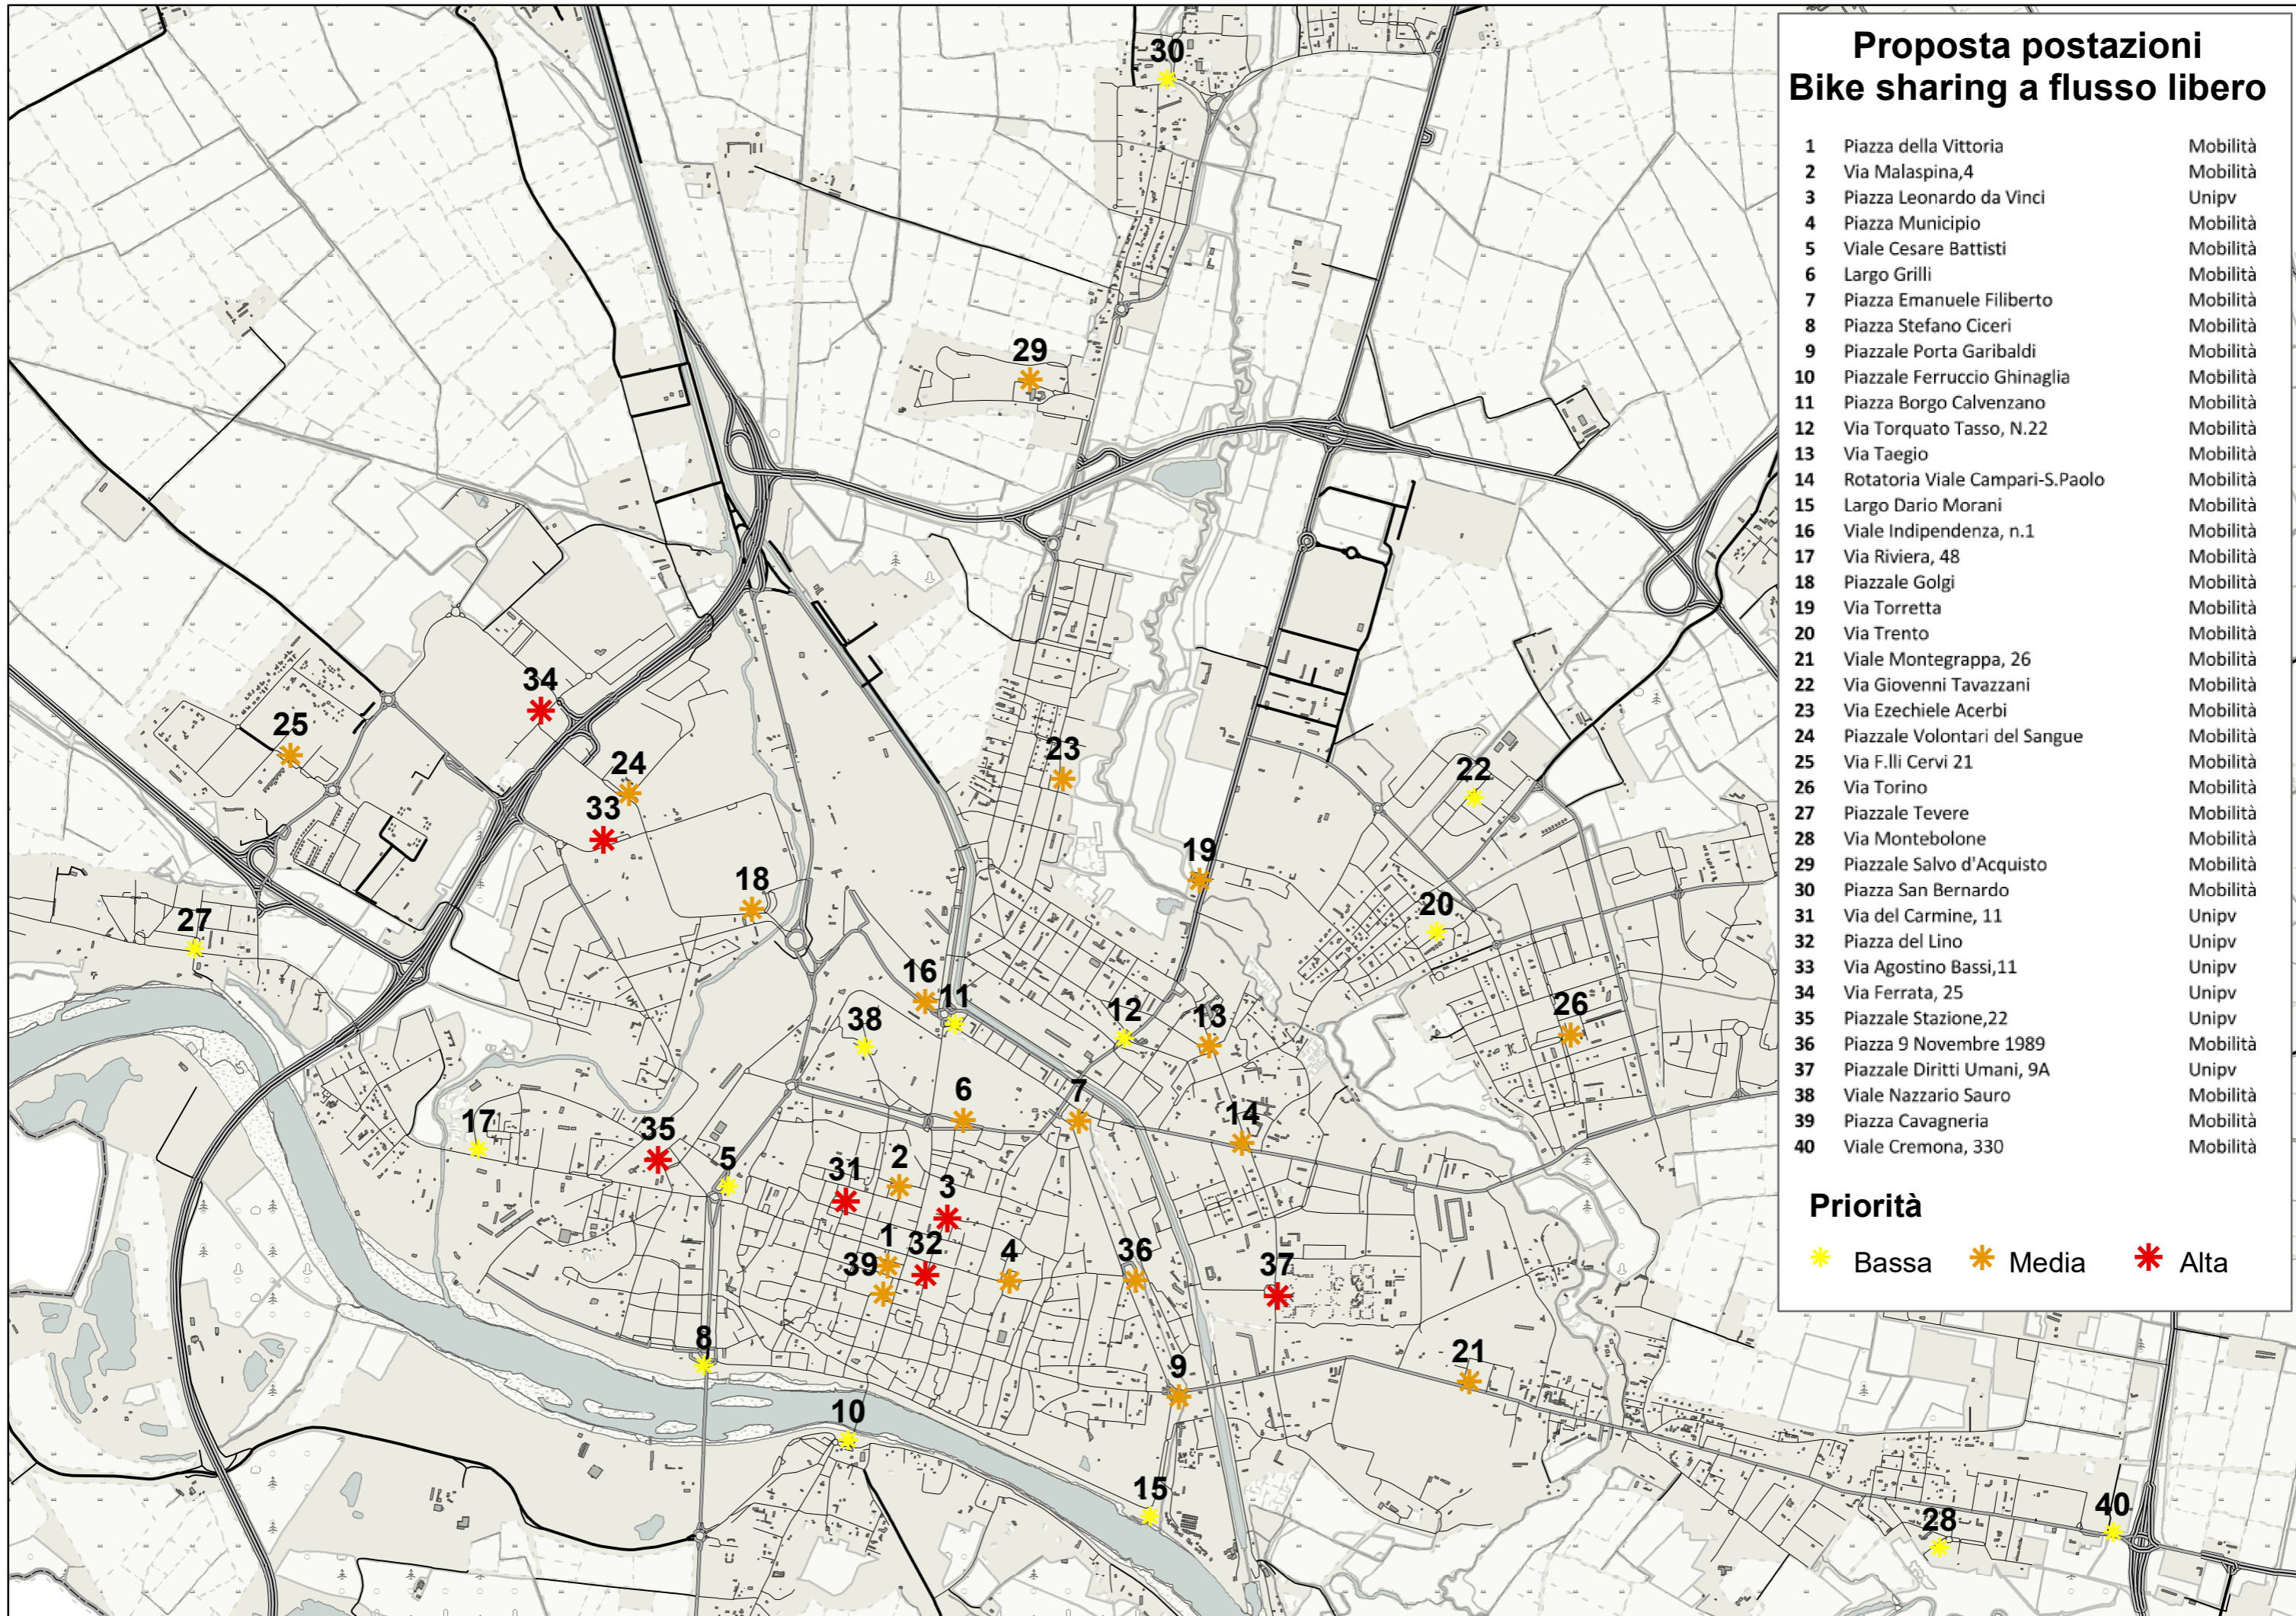 Proposta postazioni
Bike sharing a flusso libero
1 Piazza della Vittoria Mobilità
2 Via Malaspina,4 Mobilità
3 Piazza Leonardo da Vinci Unipv
4 Piazza Municipio Mobilità
5 Viale Cesare Battisti Mobilità
6 Largo Grilli Mobilità
7 Piazza Emanuele Filiberto Mobilità
8 Piazza Stefano Ciceri Mobilità
9 Piazzale Porta Garibaldi Mobilità
10 Piazzale Ferruccio Ghinaglia Mobilità
11 Piazza Borgo Calvenzano Mobilità
12 Via Torquato Tasso, N.22 Mobilità
13 Via Taegio Mobilità
14 Rotatoria Viale Campari-S.Paolo Mobilità
15 Largo Dario Morani Mobilità
16 Viale Indipendenza, n.1 Mobilità
17 Via Riviera, 48 Mobilità
18 Piazzale Golgi Mobilità
19 Via Torretta Mobilità
20 Via Trento Mobilità
21 Viale Montegrappa, 26 Mobilità
22 Via Giovenni Tavazzani Mobilità
23 Via Ezechiele Acerbi Mobilità
24 Piazzale Volontari del Sangue Mobilità
25 Via F.lli Cervi 21 Mobilità
26 Via Torino Mobilità
27 Piazzale Tevere Mobilità
28 Via Montebolone Mobilità
29 Piazzale Salvo d'Acquisto Mobilità
30 Piazza San Bernardo Mobilità
31 Via del Carmine, 11 Unipv
32 Piazza del Lino Unipv
33 Via Agostino Bassi,11 Unipv
34 Via Ferrata, 25 Unipv
35 Piazzale Stazione,22 Unipv
36 Piazza 9 Novembre 1989 Mobilità
37 Piazzale Diritti Umani, 9A Unipv
38 Viale Nazzario Sauro Mobilità
39 Piazza Cavagneria Mobilità
40 Viale Cremona, 330 Mobilità
Priorità
Bassa Media Alta
30
29
34
25
24
23
22
33
19
18
20
27
16
11
38
12
13
26
6
7
14
17
35
5
2
31
3
1
32
39
4
36
37
8
21
9
10
15
40
28